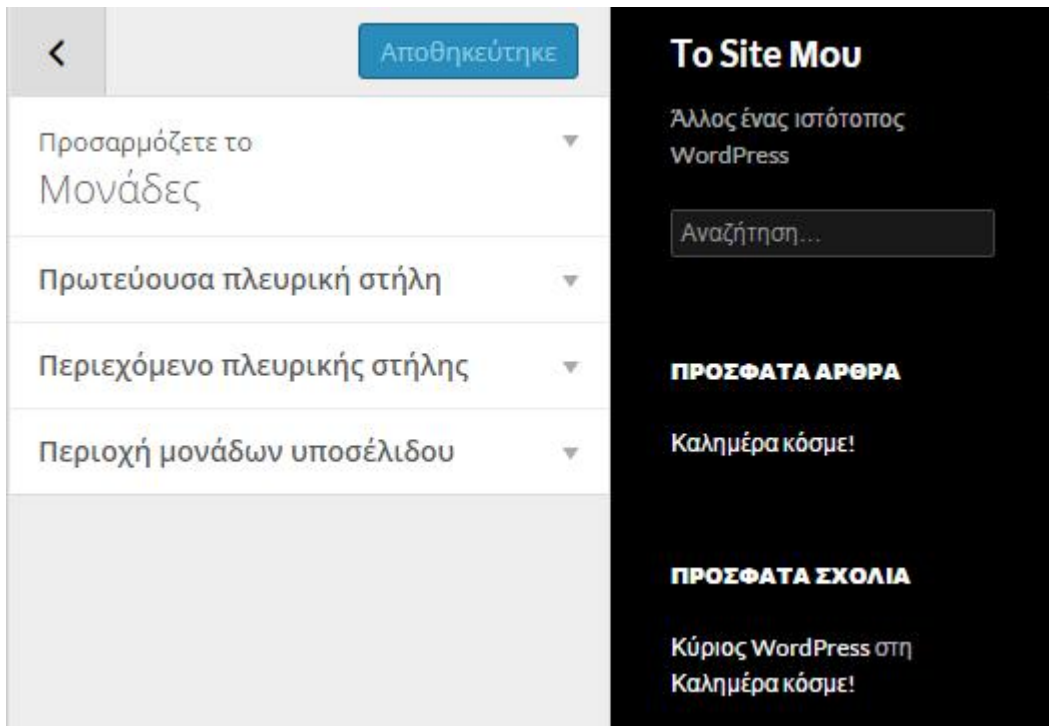 Αποθηκεύτηκε
Προσαρμόζετε το
Μονάδες
Πρωτεύουσα πλευρική στήλη
Περιεχόμενο πλευρικής στήλης
Περιοχή μονάδων υποσέλιδου
Το Site Μου
Άλλος ένας ιστότοπος
WordPress
Αναζήτηση...
ΠΡΟΣΦΑΤΑ ΑΡΘΡΑ
Καλημέρα κόσμε!
ΠΡΟΣΦΑΤΑ ΣΧΟΛΙΑ
Κύριος WordPress στη
Καλημέρα κόσμε!